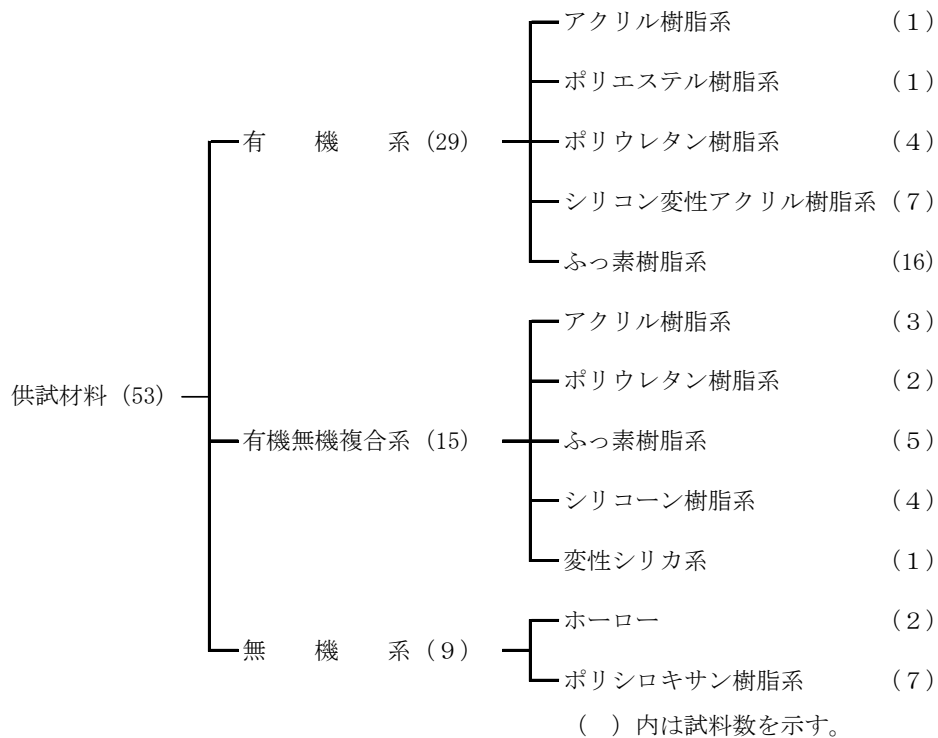 アクリル樹脂系 (1)
ポリエステル樹脂系 (1)
有機系 (29)
ポリウレタン樹脂系 (4)
シリコン変性アクリル樹脂系 (7)
ふっ素樹脂系 (16)
アクリル樹脂系 (3)
ポリウレタン樹脂系 (2)
供試材料 (53)
有機無機複合系 (15)
ふっ素樹脂系 (5)
シリコーン樹脂系 (4)
変性シリカ系 (1)
ホーロー (2)
無機系 (9)
ポリシロキサン樹脂系 (7)
( )内は試料数を示す。